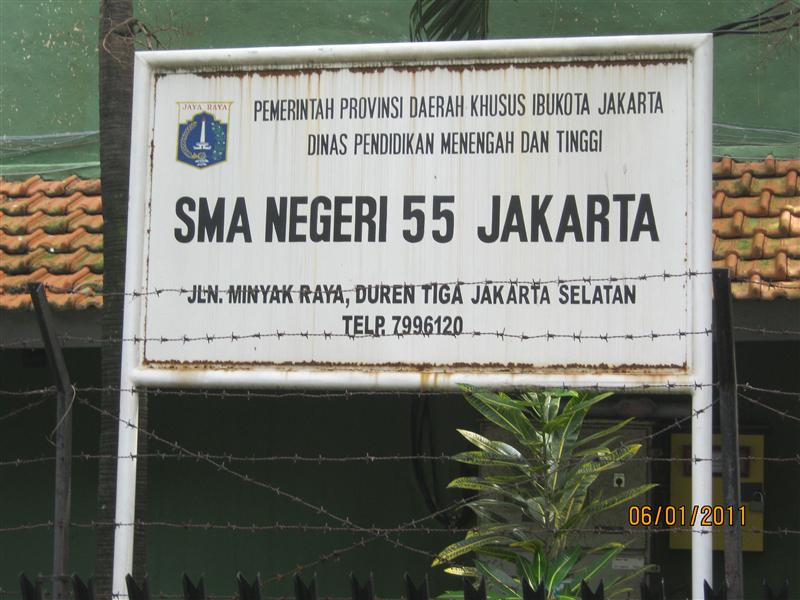 JAYA RAYA
PEMERINTAH PROVINSI DAERAH KHUSUS IBUKOTA JAKARTA
DINAS PENDIDIKAN MENENGAH DAN TINGGI
SMA NEGERI 55 JAKARTA
JLN. MINYAK RAYA, DUREN TIGA JAKARTA SELATAN
TELP. 7996120
06/01/2011